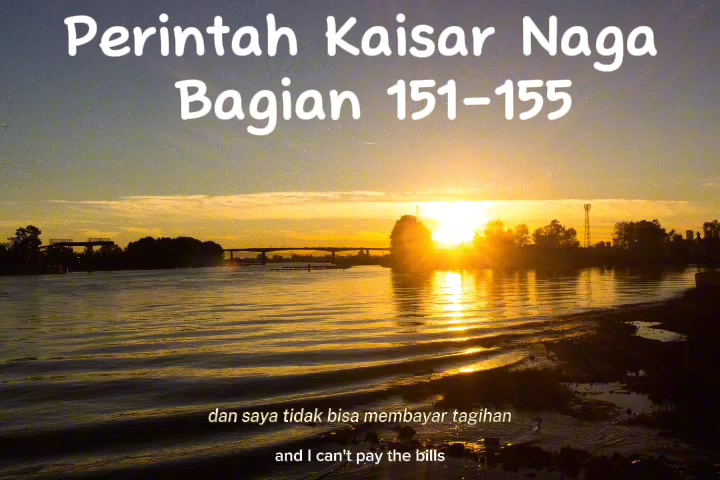 Perintah Kaisar Naga
Bagian 151-155
dan saya tidak bisa membayar tagihan
and I can't pay the bills